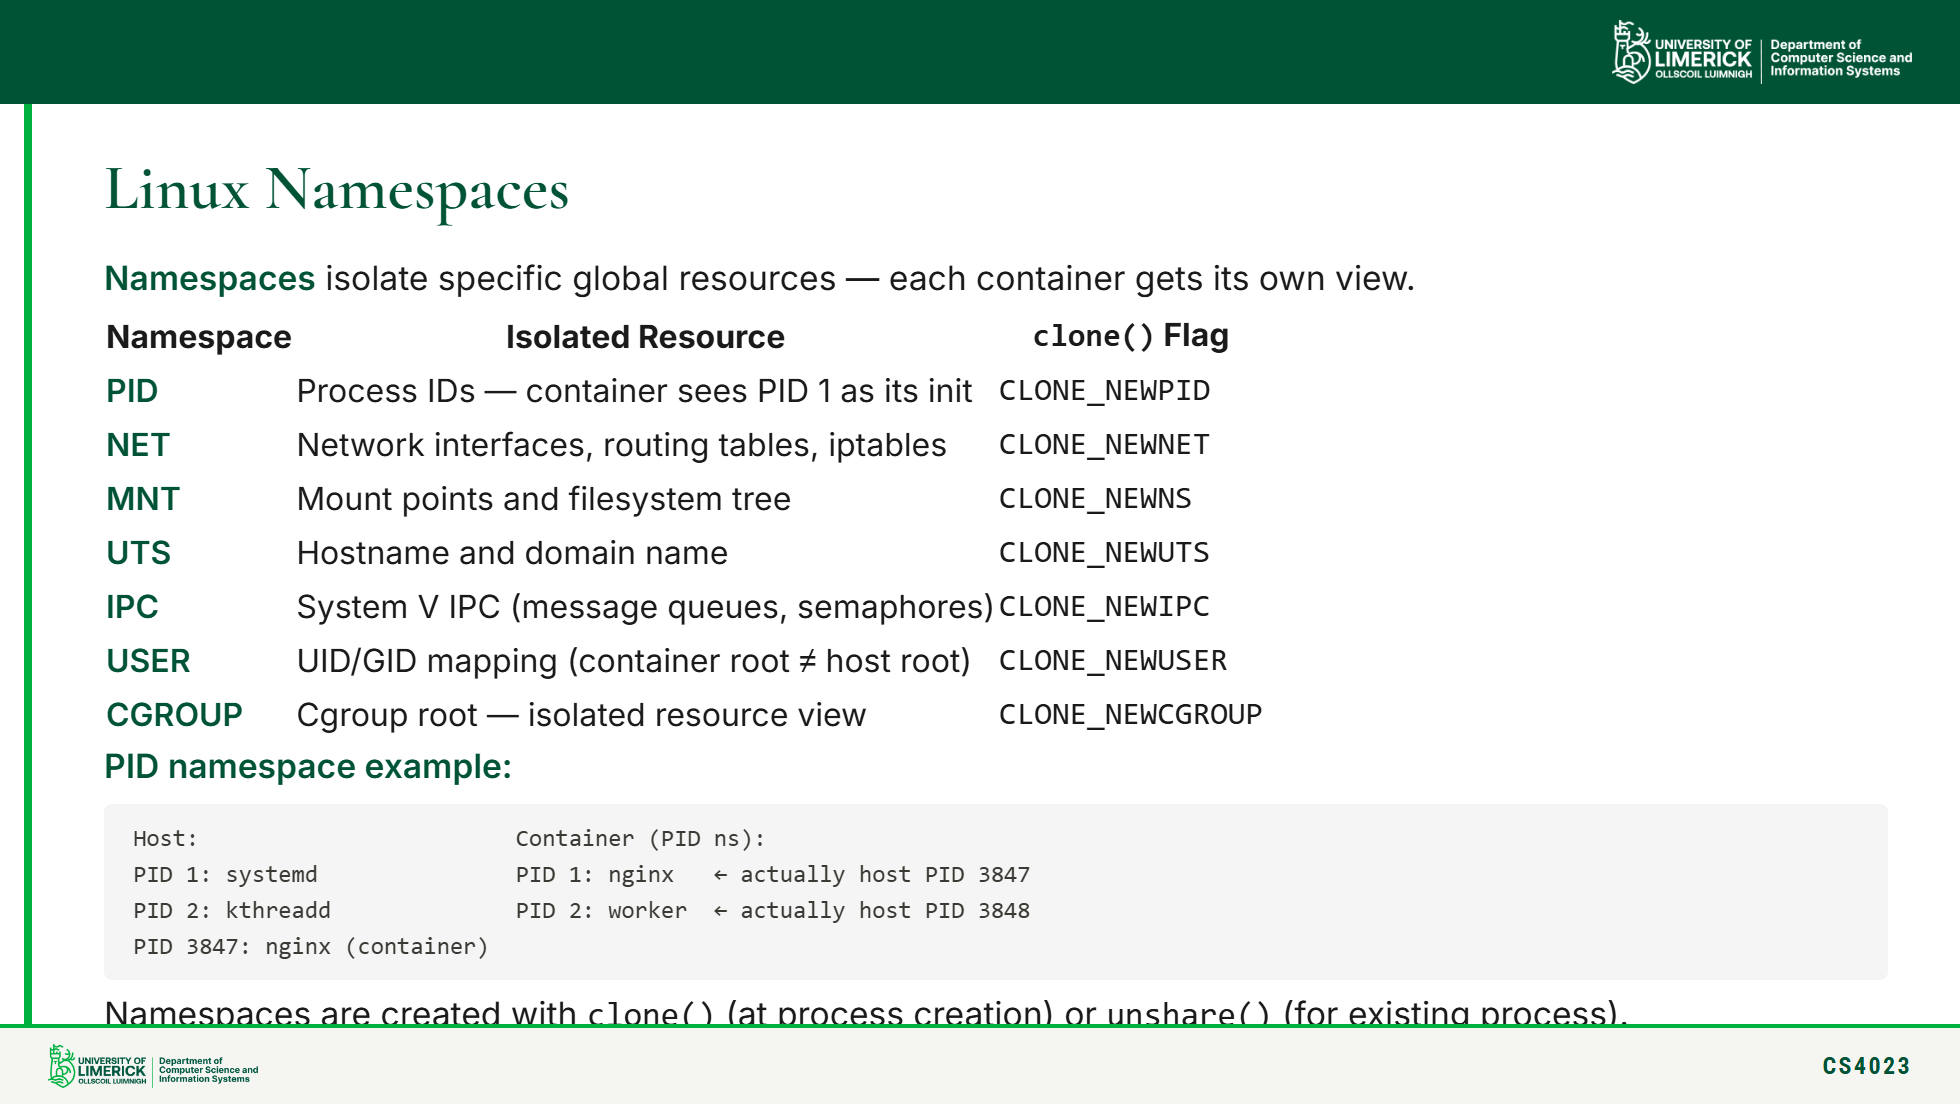 UNIVERSITY OF
LIMERICK
OLLSCOIL LUIMNIGH
Department of
Computer Science and
Information Systems
Linux Namespaces
Namespaces isolate specific global resources — each container gets its own view.
Namespace Isolated Resource clone() Flag
PID Process IDs — container sees PID 1 as its init CLONE_NEWPID
NET Network interfaces, routing tables, iptables CLONE_NEWNET
MNT Mount points and filesystem tree CLONE_NEWNS
UTS Hostname and domain name CLONE_NEWUTS
IPC System V IPC (message queues, semaphores) CLONE_NEWIPC
USER UID/GID mapping (container root ≠ host root) CLONE_NEWUSER
CGROUP Cgroup root — isolated resource view CLONE_NEWCGROUP
PID namespace example:
Host: Container (PID ns):
PID 1: systemd PID 1: nginx ← actually host PID 3847
PID 2: kthreadd PID 2: worker ← actually host PID 3848
PID 3847: nginx (container)
Namespaces are created with clone() (at process creation) or unshare() (for existing process).
UNIVERSITY OF
LIMERICK
OLLSCOIL LUIMNIGH
Department of
Computer Science and
Information Systems
CS4023